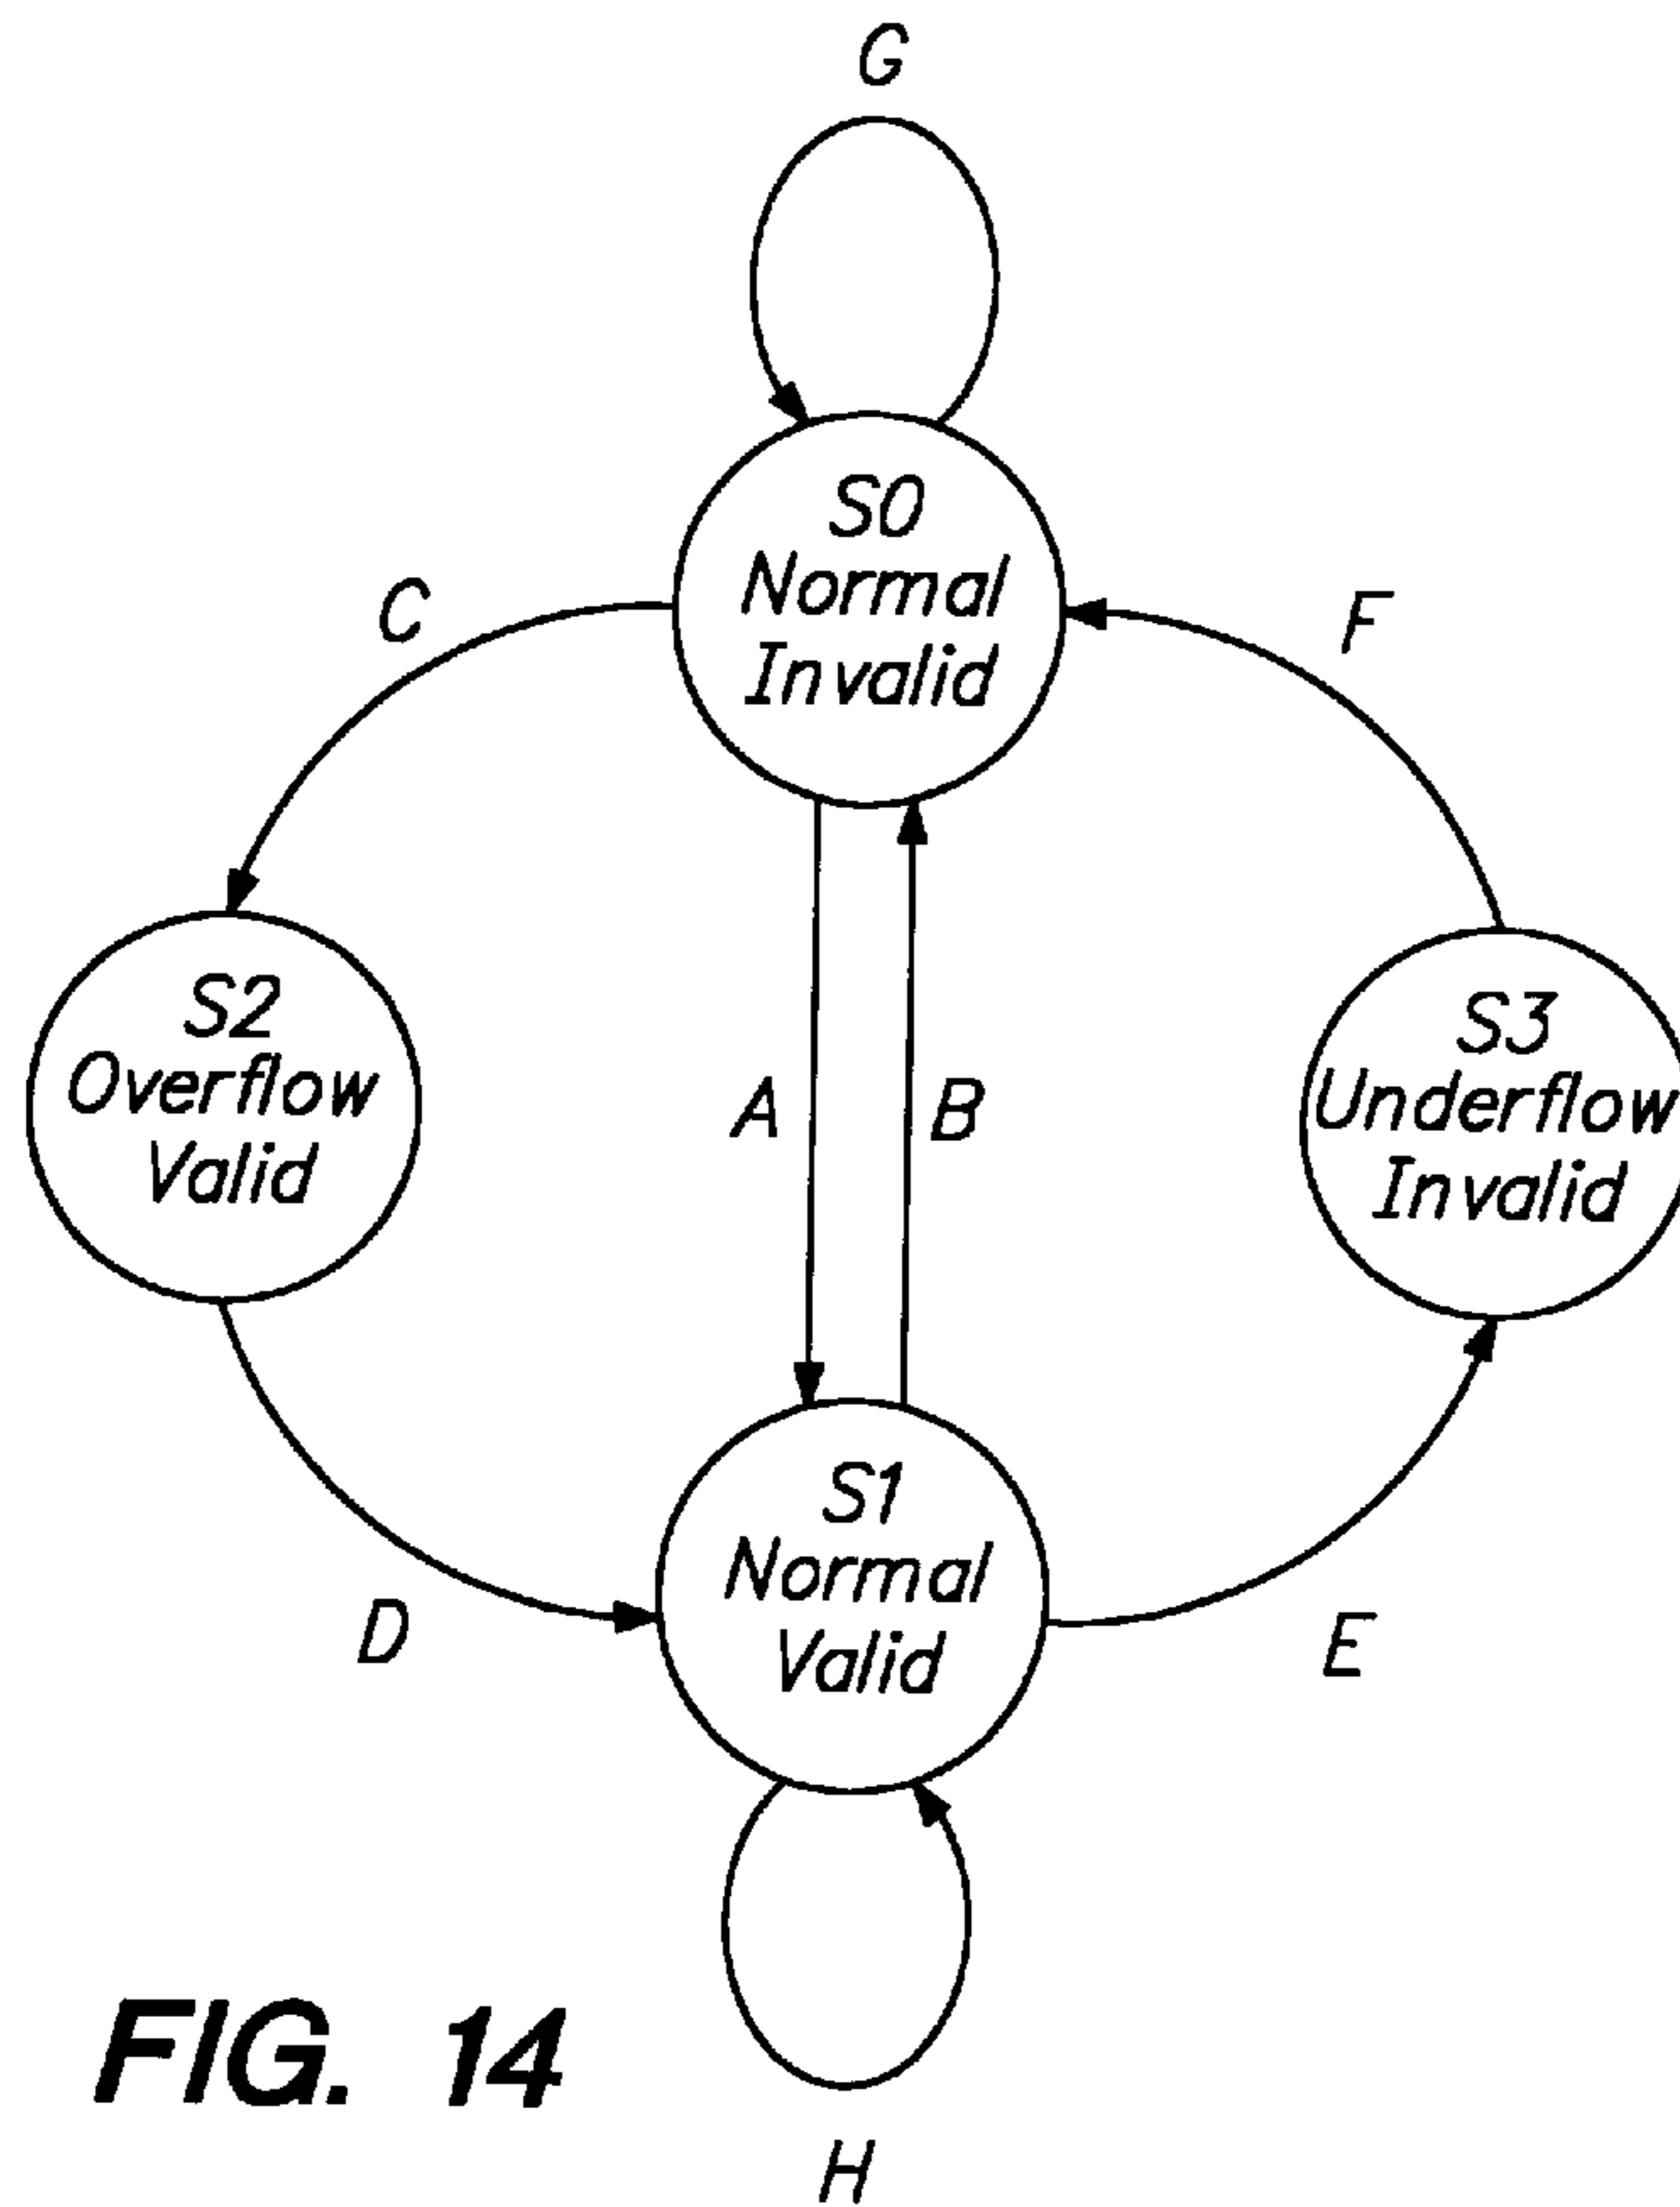 G
S0
Normal
Invalid
C
F
S2
Overflow
Valid
A
B
S3
Underflow
Invalid
S1
Normal
Valid
D
E
FIG. 14
H